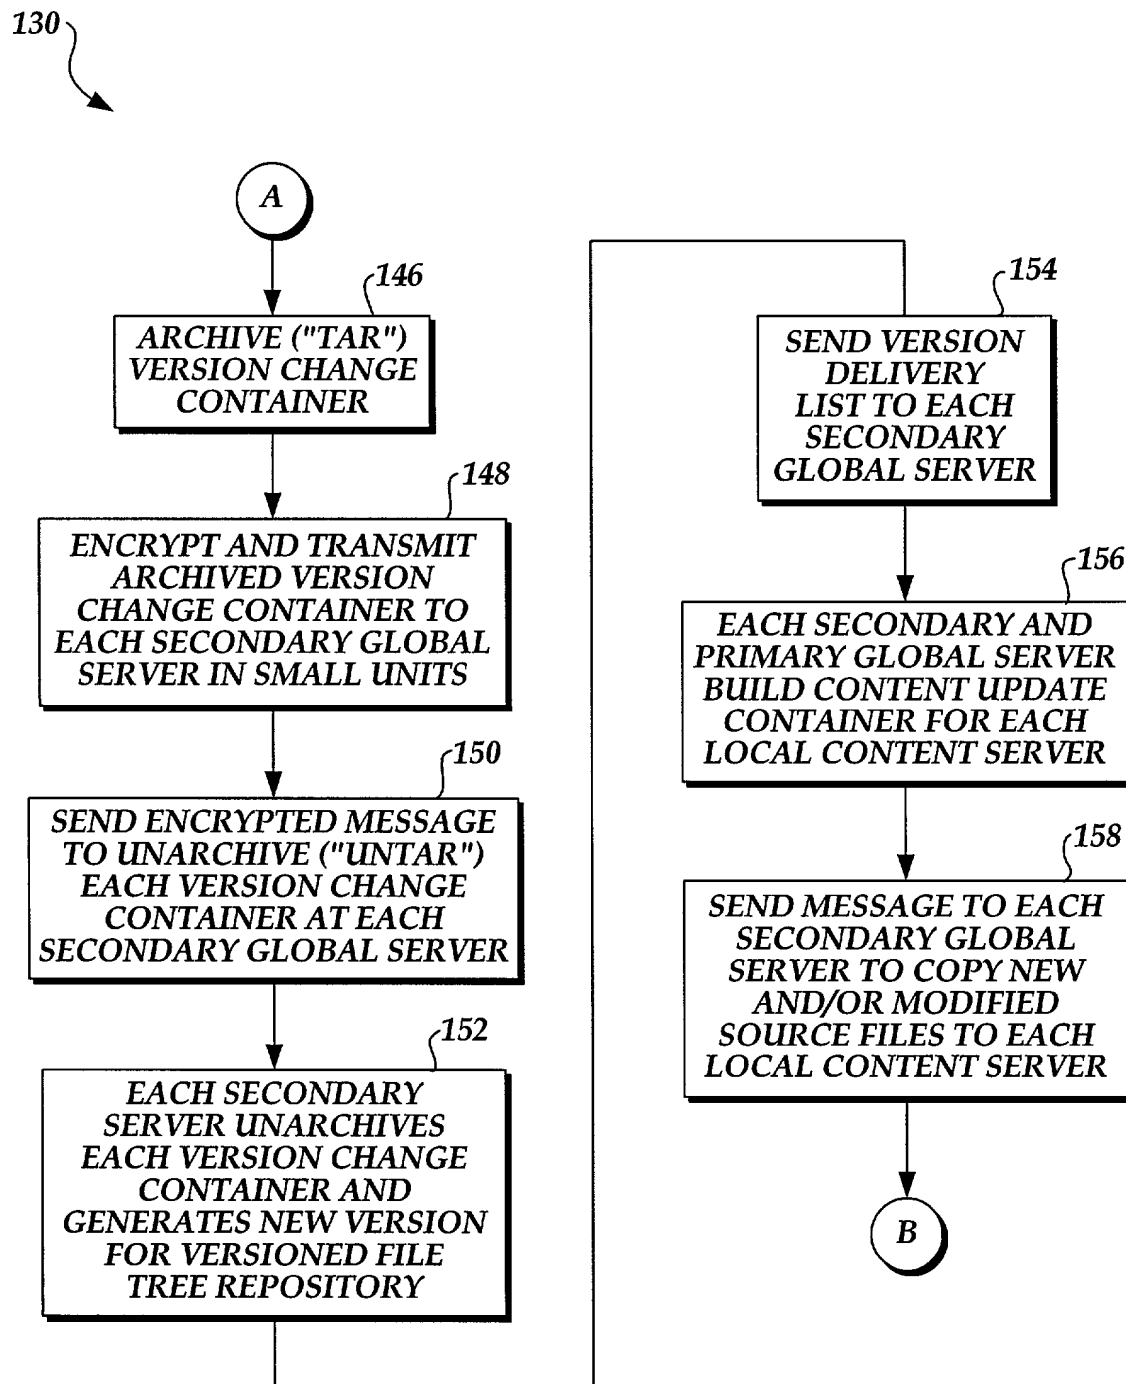 130
A
146
ARCHIVE ("TAR")
VERSION CHANGE
CONTAINER
148
ENCRYPT AND TRANSMIT
ARCHIVED VERSION
CHANGE CONTAINER TO
EACH SECONDARY GLOBAL
SERVER IN SMALL UNITS
150
SEND ENCRYPTED MESSAGE
TO UNARCHIVE ("UNTAR")
EACH VERSION CHANGE
CONTAINER AT EACH
SECONDARY GLOBAL SERVER
152
EACH SECONDARY
SERVER UNARCHIVES
EACH VERSION CHANGE
CONTAINER AND
GENERATES NEW VERSION
FOR VERSIONED FILE
TREE REPOSITORY
154
SEND VERSION
DELIVERY
LIST TO EACH
SECONDARY
GLOBAL SERVER
156
EACH SECONDARY AND
PRIMARY GLOBAL SERVER
BUILD CONTENT UPDATE
CONTAINER FOR EACH
LOCAL CONTENT SERVER
158
SEND MESSAGE TO EACH
SECONDARY GLOBAL
SERVER TO COPY NEW
AND/OR MODIFIED
SOURCE FILES TO EACH
LOCAL CONTENT SERVER
B